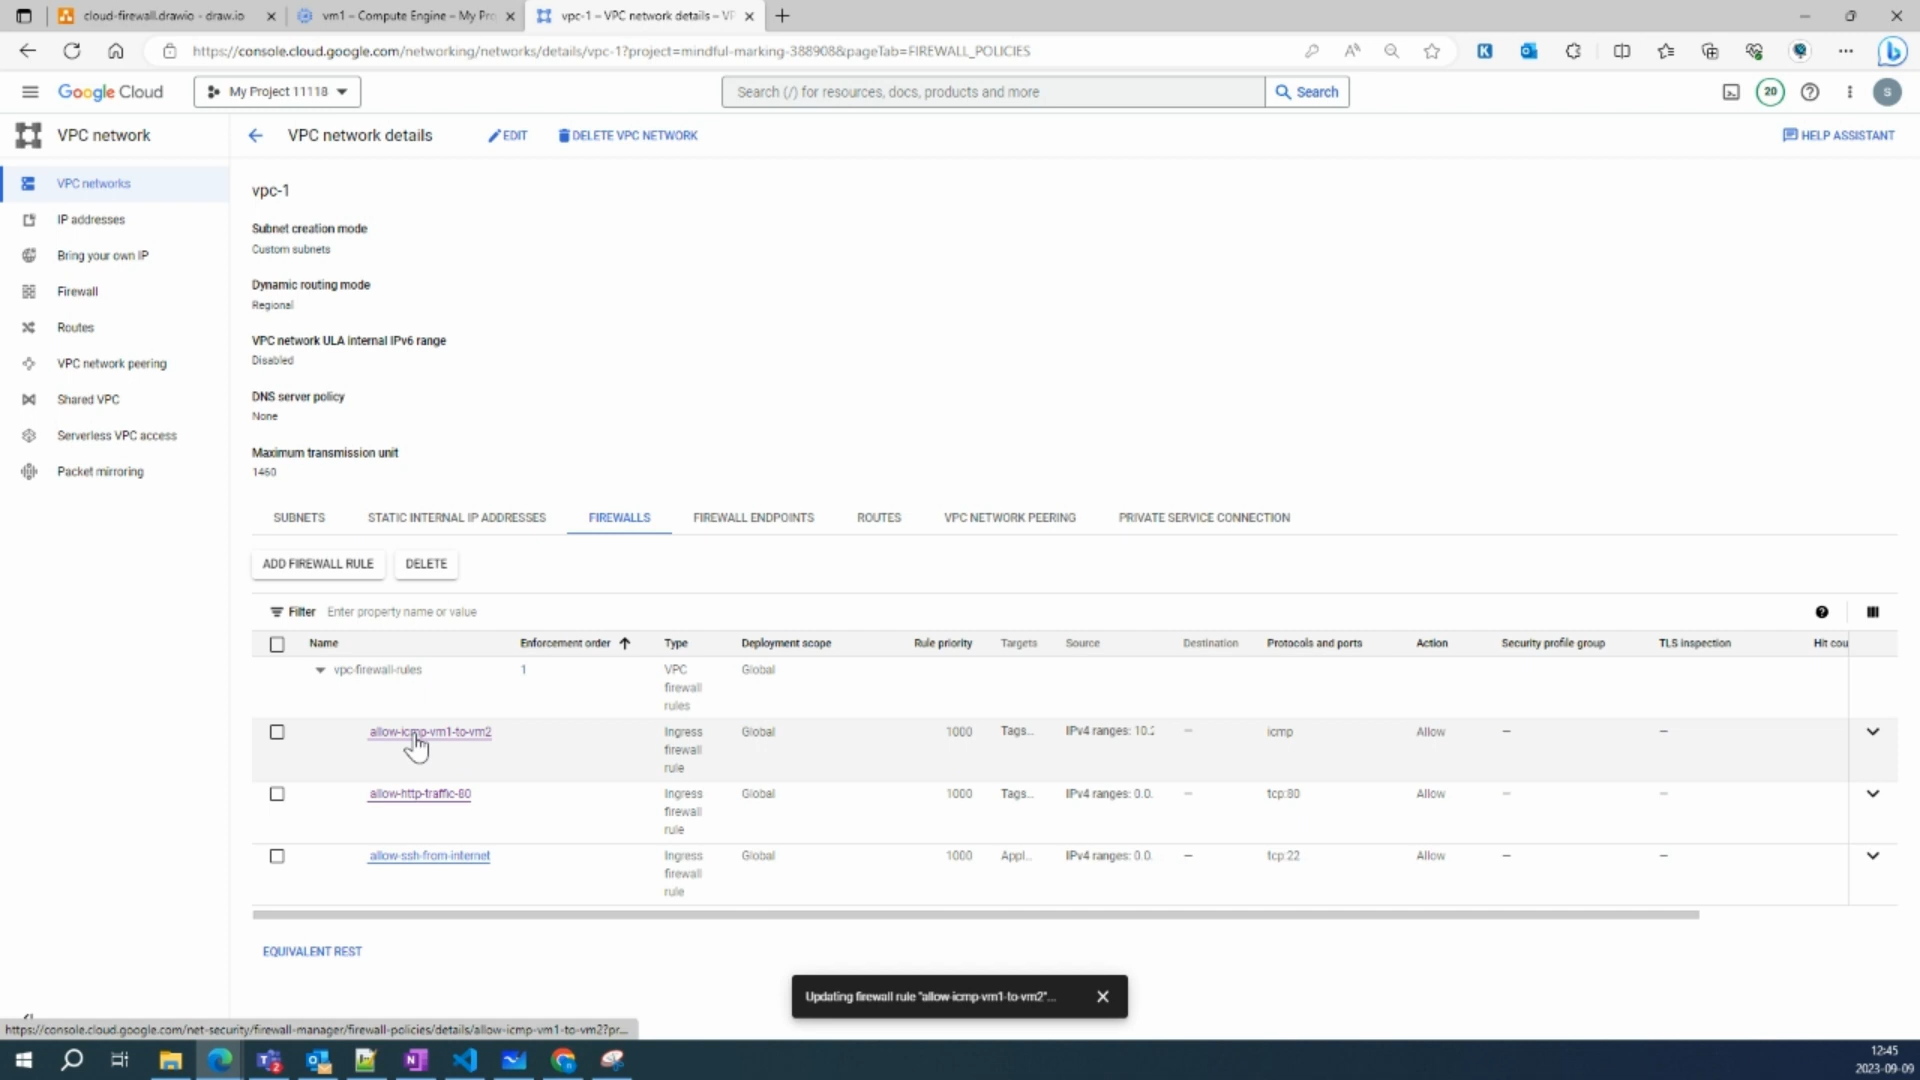 cloud-firewall.drawio - draw.io
vm1 – Compute Engine – My Pro
vpc-1 – VPC network details – VP
https://console.cloud.google.com/networking/networks/details/vpc-1?project=mindful-marking-388908&pageTab=FIREWALL_POLICIES
Google Cloud
My Project 11118
Search (/) for resources, docs, products and more
Search
20
S
VPC network
VPC network details
EDIT
DELETE VPC NETWORK
HELP ASSISTANT
VPC networks
IP addresses
Bring your own IP
Firewall
Routes
VPC network peering
Shared VPC
Serverless VPC access
Packet mirroring
vpc-1
Subnet creation mode
Custom subnets
Dynamic routing mode
Regional
VPC network ULA internal IPv6 range
Disabled
DNS server policy
None
Maximum transmission unit
1460
SUBNETS STATIC INTERNAL IP ADDRESSES FIREWALLS FIREWALL ENDPOINTS ROUTES VPC NETWORK PEERING PRIVATE SERVICE CONNECTION
ADD FIREWALL RULE DELETE
Filter Enter property name or value
Name Enforcement order Type Deployment scope Rule priority Targets Source Destination Protocols and ports Action Security profile group TLS inspection Hit cou
vpc-firewall-rules 1 VPC firewall rules Global
allow-icmp-vm1-to-vm2 Ingress firewall rule Global 1000 Tags... IPv4 ranges: 10.2 – icmp Allow – –
allow-http-traffic-80 Ingress firewall rule Global 1000 Tags... IPv4 ranges: 0.0. – tcp:80 Allow – –
allow-ssh-from-internet Ingress firewall rule Global 1000 Appl... IPv4 ranges: 0.0. – tcp:22 Allow – –
EQUIVALENT REST
Updating firewall rule "allow-icmp-vm1-to-vm2"...
https://console.cloud.google.com/net-security/firewall-manager/firewall-policies/details/allow-icmp-vm1-to-vm2?pr...
12:45
2023-09-09